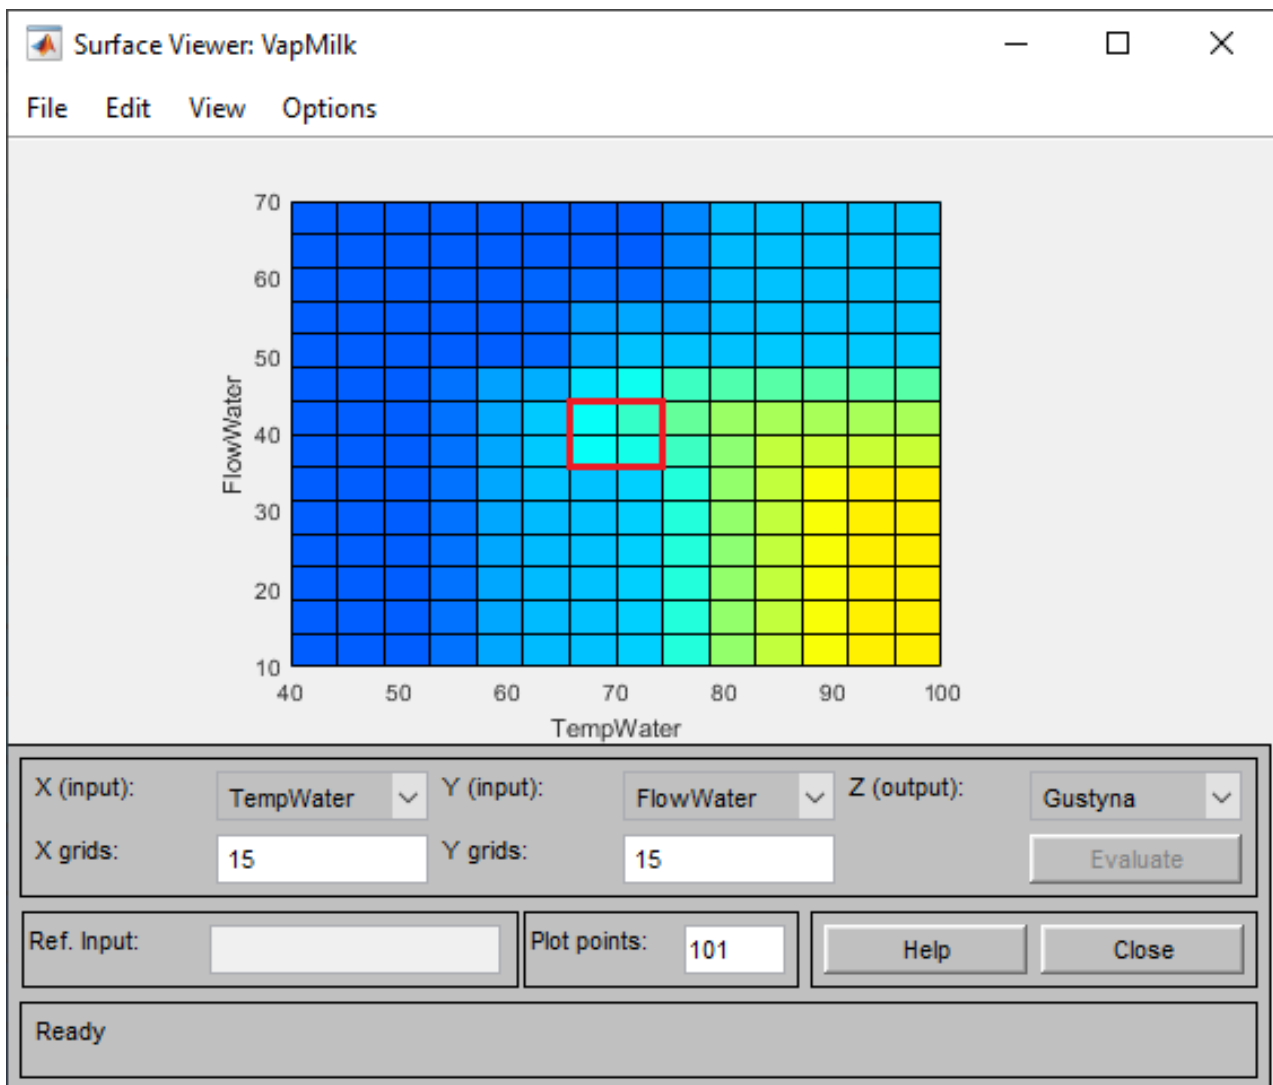 Surface Viewer: VapMilk
File Edit View Options
70
60
50
40
30
20
10
FlowWater
40 50 60 70 80 90 100
TempWater
X (input): TempWater Y (input): FlowWater Z (output): Gustyna
X grids: 15 Y grids: 15 Evaluate
Ref. Input: Plot points: 101 Help Close
Ready